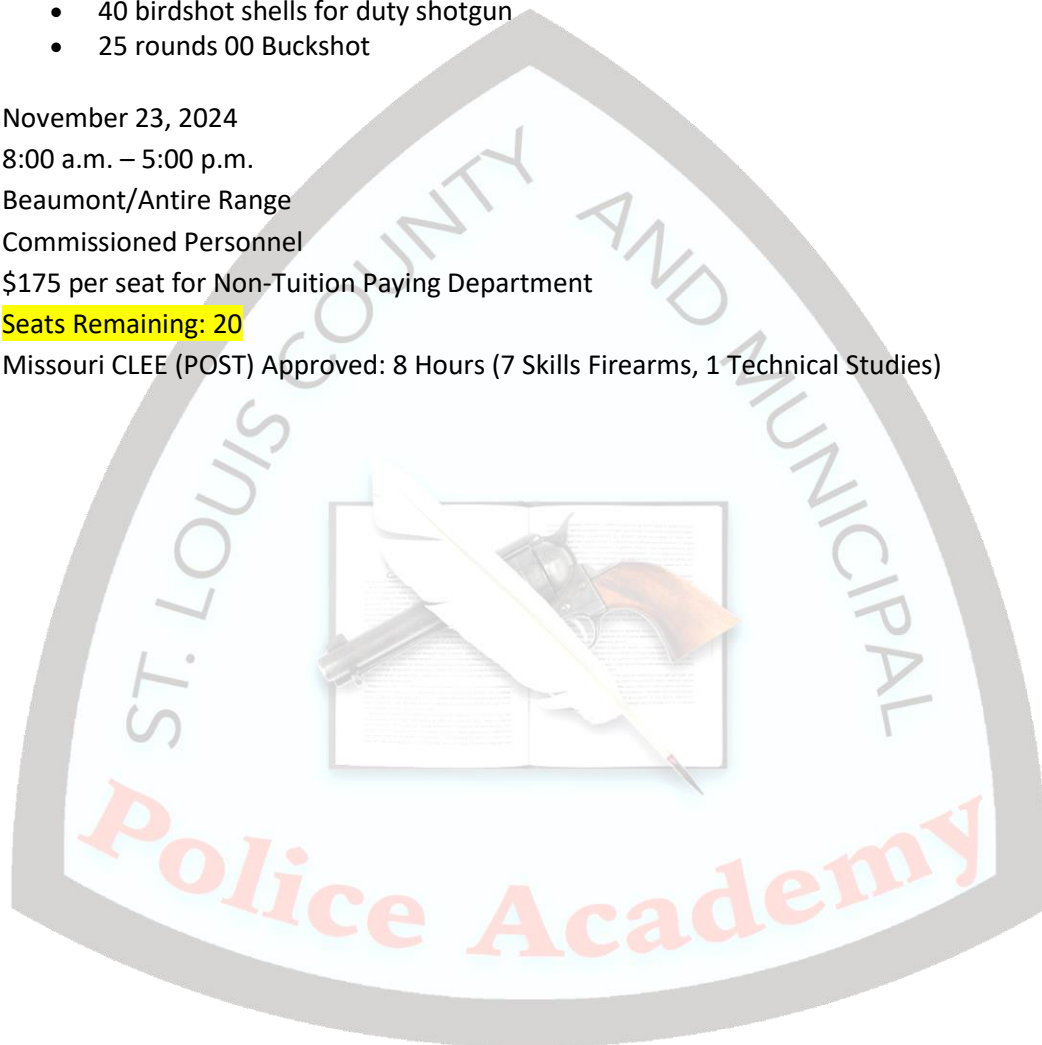 • 40 birdshot shells for duty shotgun
• 25 rounds 00 Buckshot
November 23, 2024
8:00 a.m. – 5:00 p.m.
Beaumont/Antire Range
Commissioned Personnel
$175 per seat for Non-Tuition Paying Department
Seats Remaining: 20
Missouri CLEE (POST) Approved: 8 Hours (7 Skills Firearms, 1 Technical Studies)
ST. LOUIS COUNTY AND MUNICIPAL
Police Academy